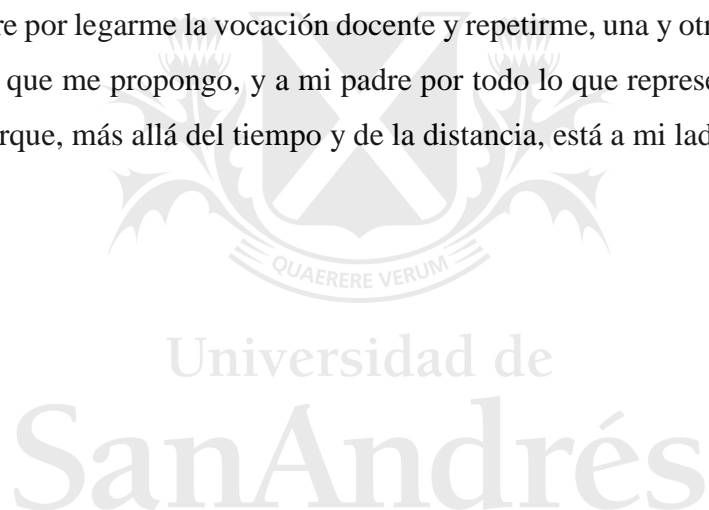 re por legarme la vocación docente y repetirme, una y otr
que me propongo, y a mi padre por todo lo que represe
rque, más allá del tiempo y de la distancia, está a mi lad
QUAERERE VERUM
Universidad de
SanAndrés